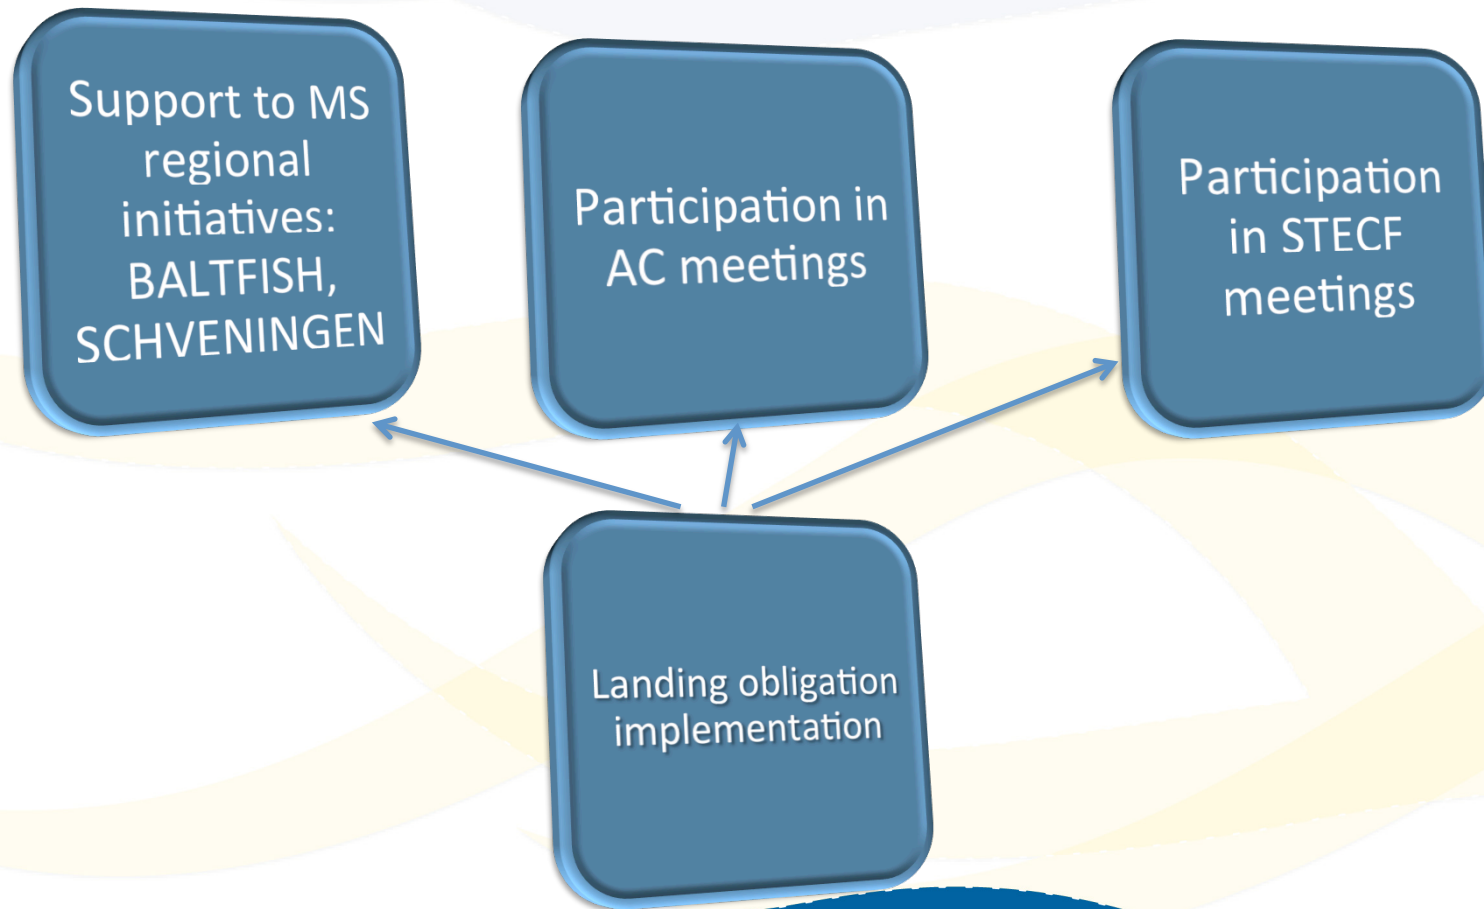 Support to MS
regional
initiatives:
BALTFISH,
SCHVENINGEN
Participation in
AC meetings
Participation
in STECF
meetings
Landing obligation
implementation